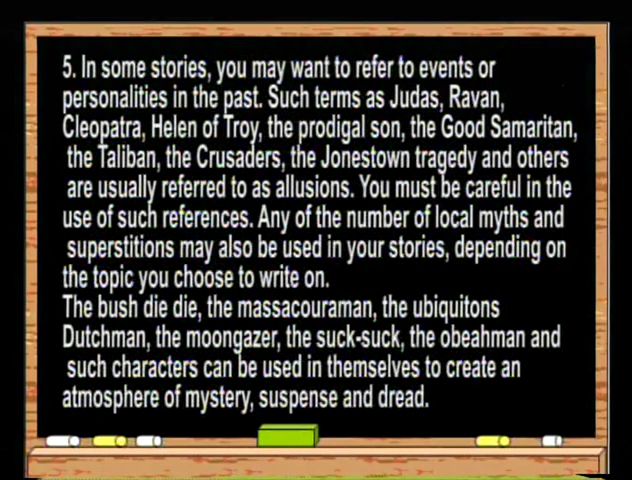 5. In some stories, you may want to refer to events or
personalities in the past. Such terms as Judas, Ravan,
Cleopatra, Helen of Troy, the prodigal son, the Good Samaritan,
the Taliban, the Crusaders, the Jonestown tragedy and others
are usually referred to as allusions. You must be careful in the
use of such references. Any of the number of local myths and
superstitions may also be used in your stories, depending on
the topic you choose to write on.
The bush die die, the massacouraman, the ubiquitons
Dutchman, the moongazer, the suck-suck, the obeahman and
such characters can be used in themselves to create an
atmosphere of mystery, suspense and dread.